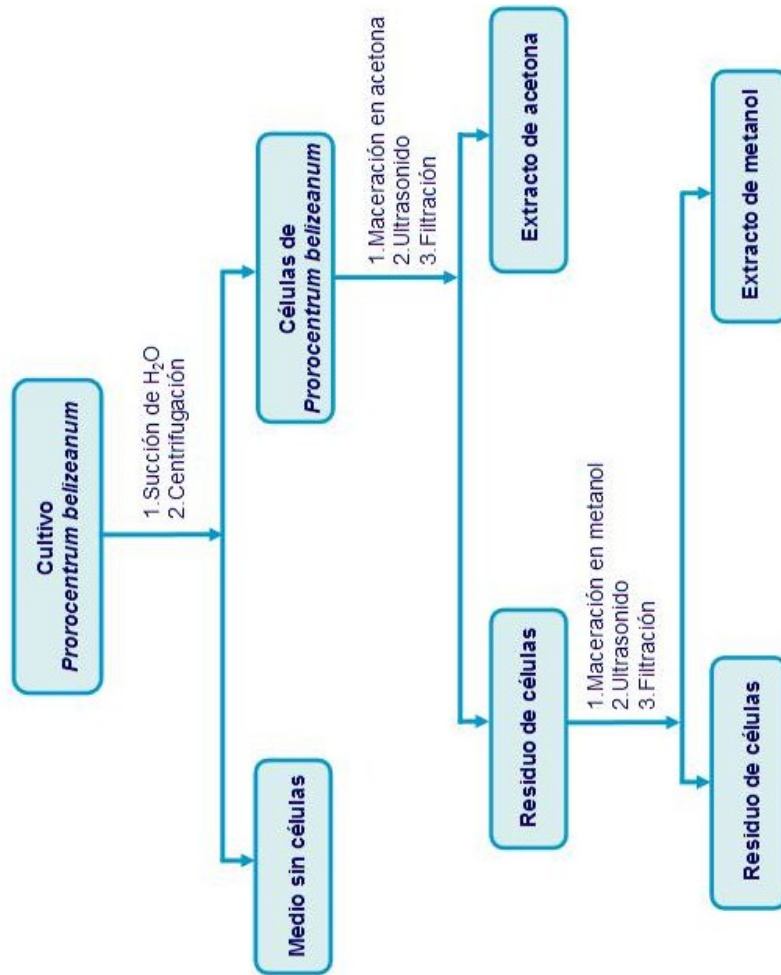 Cultivo
Prorocentrum belizeanum
1.Succión de H₂O
2.Centrifugación
Medio sin células
Células de
Prorocentrum belizeanum
1.Maceración en acetona
2.Ultrasonido
3.Filtración
Residuo de células
Extracto de acetona
1.Maceración en metanol
2.Ultrasonido
3.Filtración
Residuo de células
Extracto de metanol